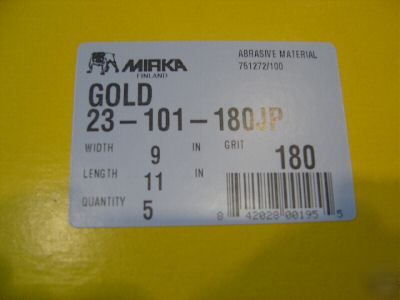 MIRKA
FINLAND
ABRASIVE MATERIAL
751272/100
GOLD
23-101-180JP
WIDTH 9 IN GRIT 180
LENGTH 11 IN
QUANTITY 5
8 42028 00195 5